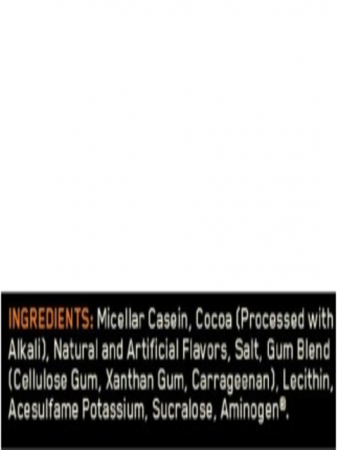 INGREDIENTS: Micellar Casein, Cocoa (Processed with
Alkali), Natural and Artificial Flavors, Salt, Gum Blend
(Cellulose Gum, Xanthan Gum, Carrageenan), Lecithin,
Acesulfame Potassium, Sucralose, Aminogen®.